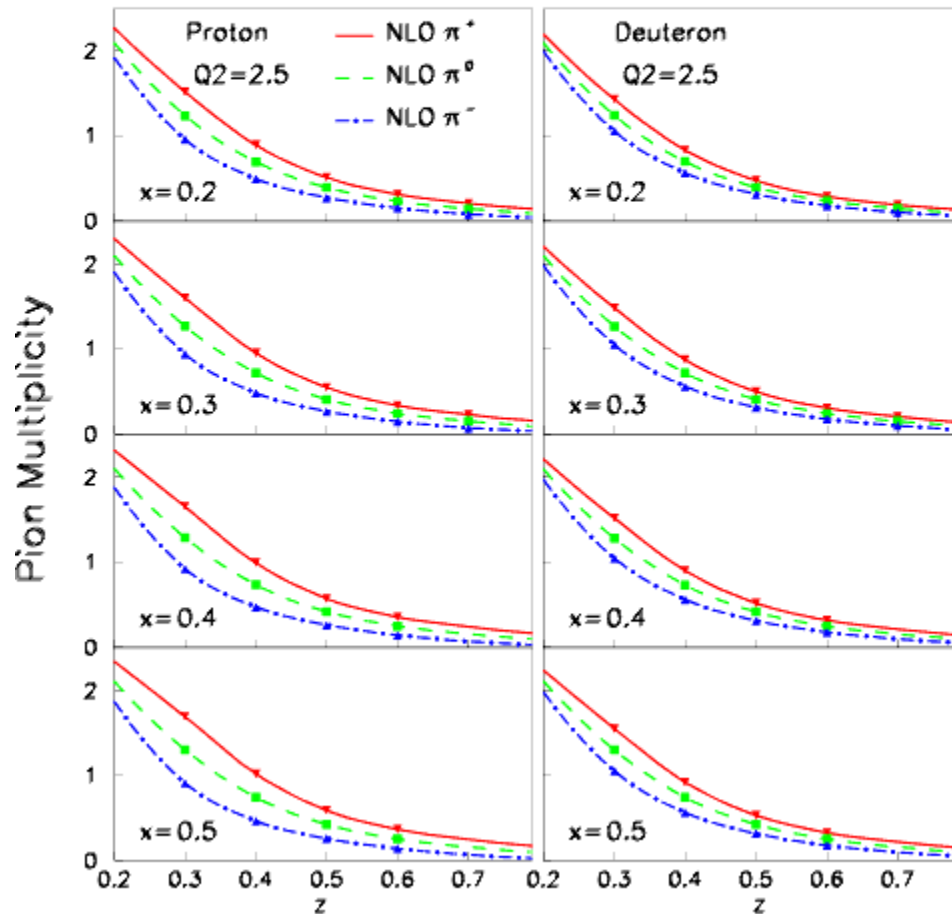 Proton
Q2=2.5
NLO π⁺
NLO π⁰
NLO π⁻
Deuteron
Q2=2.5
2
1
0
x=0.2
x=0.2
2
1
0
x=0.3
x=0.3
2
1
0
x=0.4
x=0.4
2
1
0
x=0.5
x=0.5
Pion Multiplicity
0.2 0.3 0.4 0.5 0.6 0.7 0.2 0.3 0.4 0.5 0.6 0.7
z z